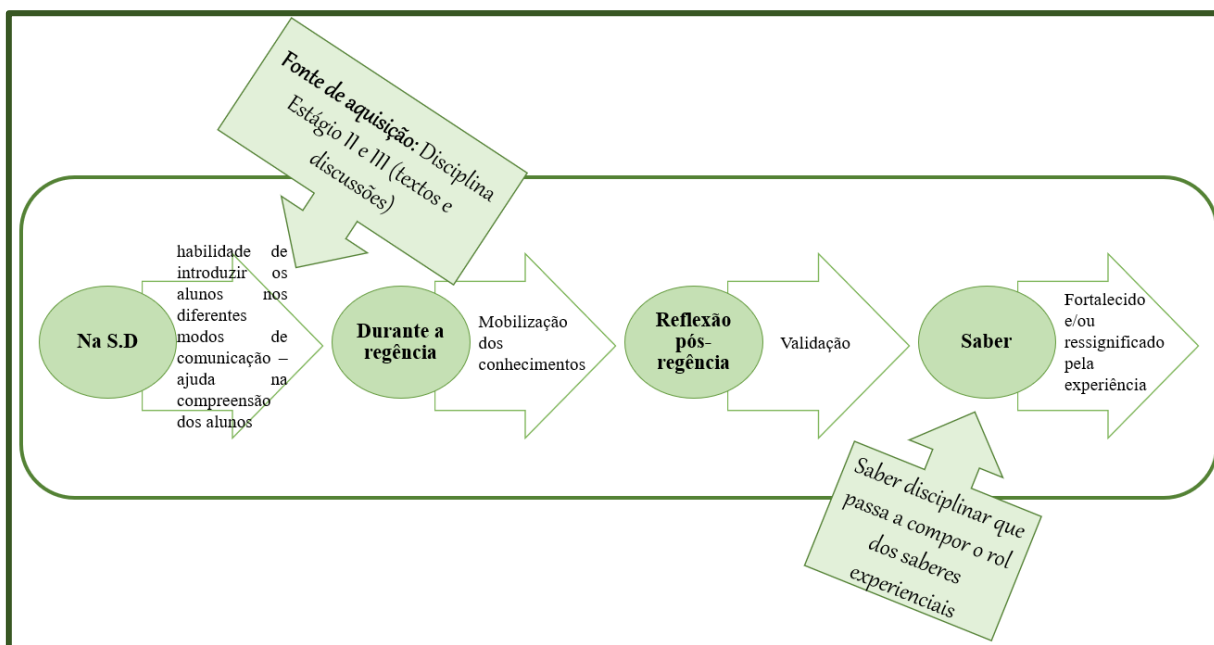 Fonte de aquisição: Disciplina
Estágio II e III (textos e
discussões)
Na S.D
habilidade de
introduzir os
alunos nos
diferentes
modos de
comunicação –
ajuda na
compreensão
dos alunos
Durante a
regência
Mobilização
dos
conhecimentos
Reflexão
pós-
regência
Validação
Saber
Fortalecido
e/ou
ressignificado
pela
experiência
Saber disciplinar que
passa a compor o rol
dos saberes
experienciais